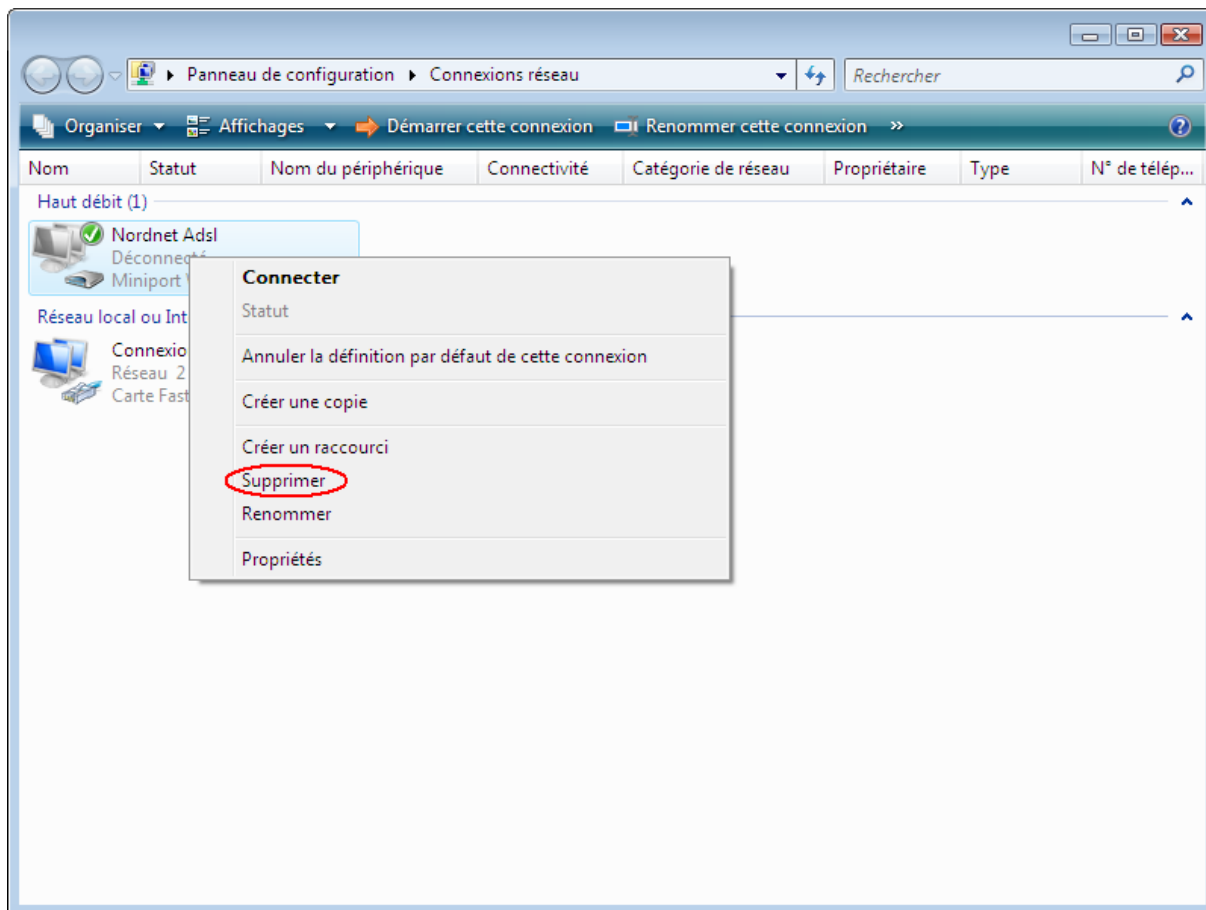 Panneau de configuration Connexions réseau Rechercher
Organiser Affichages Démarrer cette connexion Renommer cette connexion »
Nom Statut Nom du périphérique Connectivité Catégorie de réseau Propriétaire Type N° de télép...
Haut débit (1)
Nordnet Adsl
Déconnecté
Miniport
Réseau local ou Int
Connexio
Réseau 2
Carte Fast
Connecter
Statut
Annuler la définition par défaut de cette connexion
Créer une copie
Créer un raccourci
Supprimer
Renommer
Propriétés